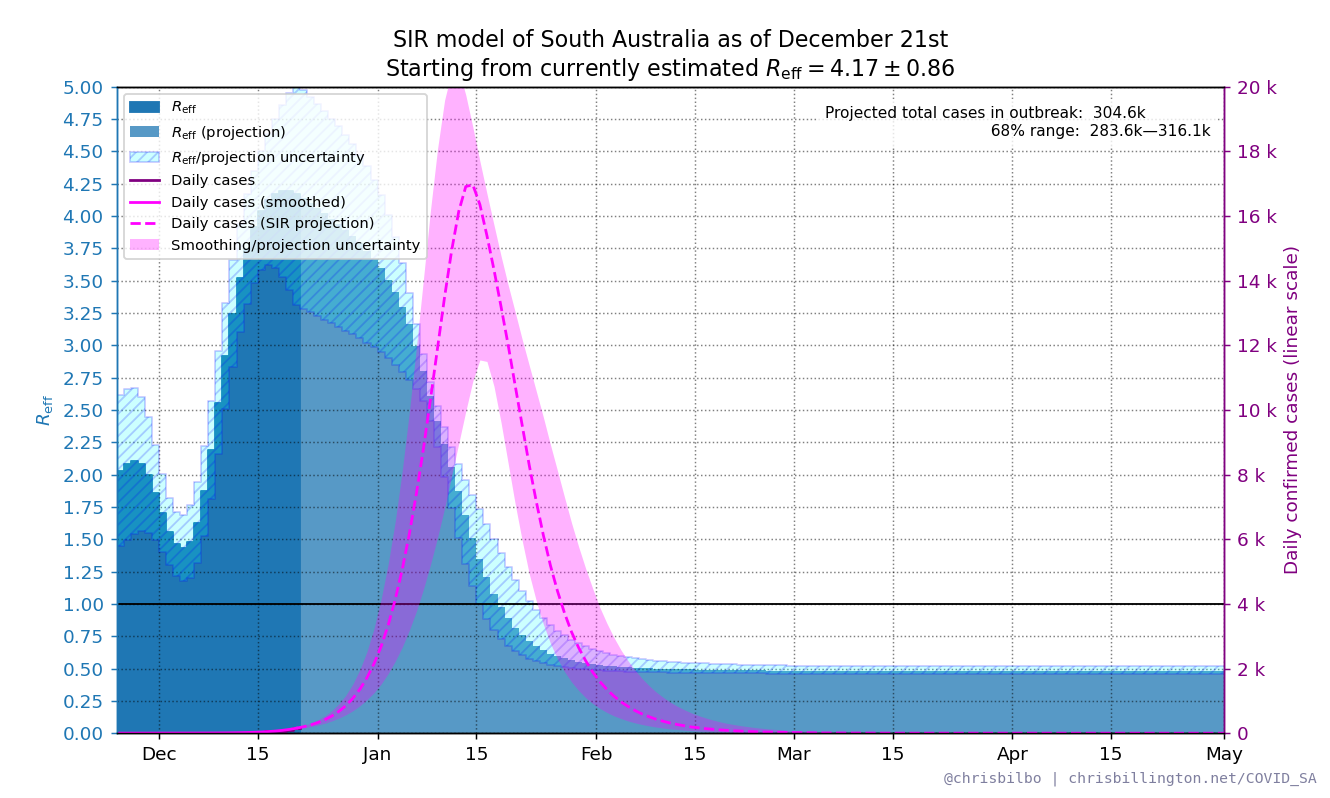 SIR model of South Australia as of December 21st
Starting from currently estimated Reff = 4.17 ± 0.86
Reff
Reff (projection)
Reff/projection uncertainty
Daily cases
Daily cases (smoothed)
Daily cases (SIR projection)
Smoothing/projection uncertainty
Projected total cases in outbreak: 304.6k
68% range: 283.6k—316.1k
5.00
4.75
4.50
4.25
4.00
3.75
3.50
3.25
3.00
2.75
2.50
2.25
2.00
1.75
1.50
1.25
1.00
0.75
0.50
0.25
0.00
Reff
20 k
18 k
16 k
14 k
12 k
10 k
8 k
6 k
4 k
2 k
0
Daily confirmed cases (linear scale)
Dec 15 Jan 15 Feb 15 Mar 15 Apr 15 May
@chrisbilbo | chrisbillington.net/COVID_SA